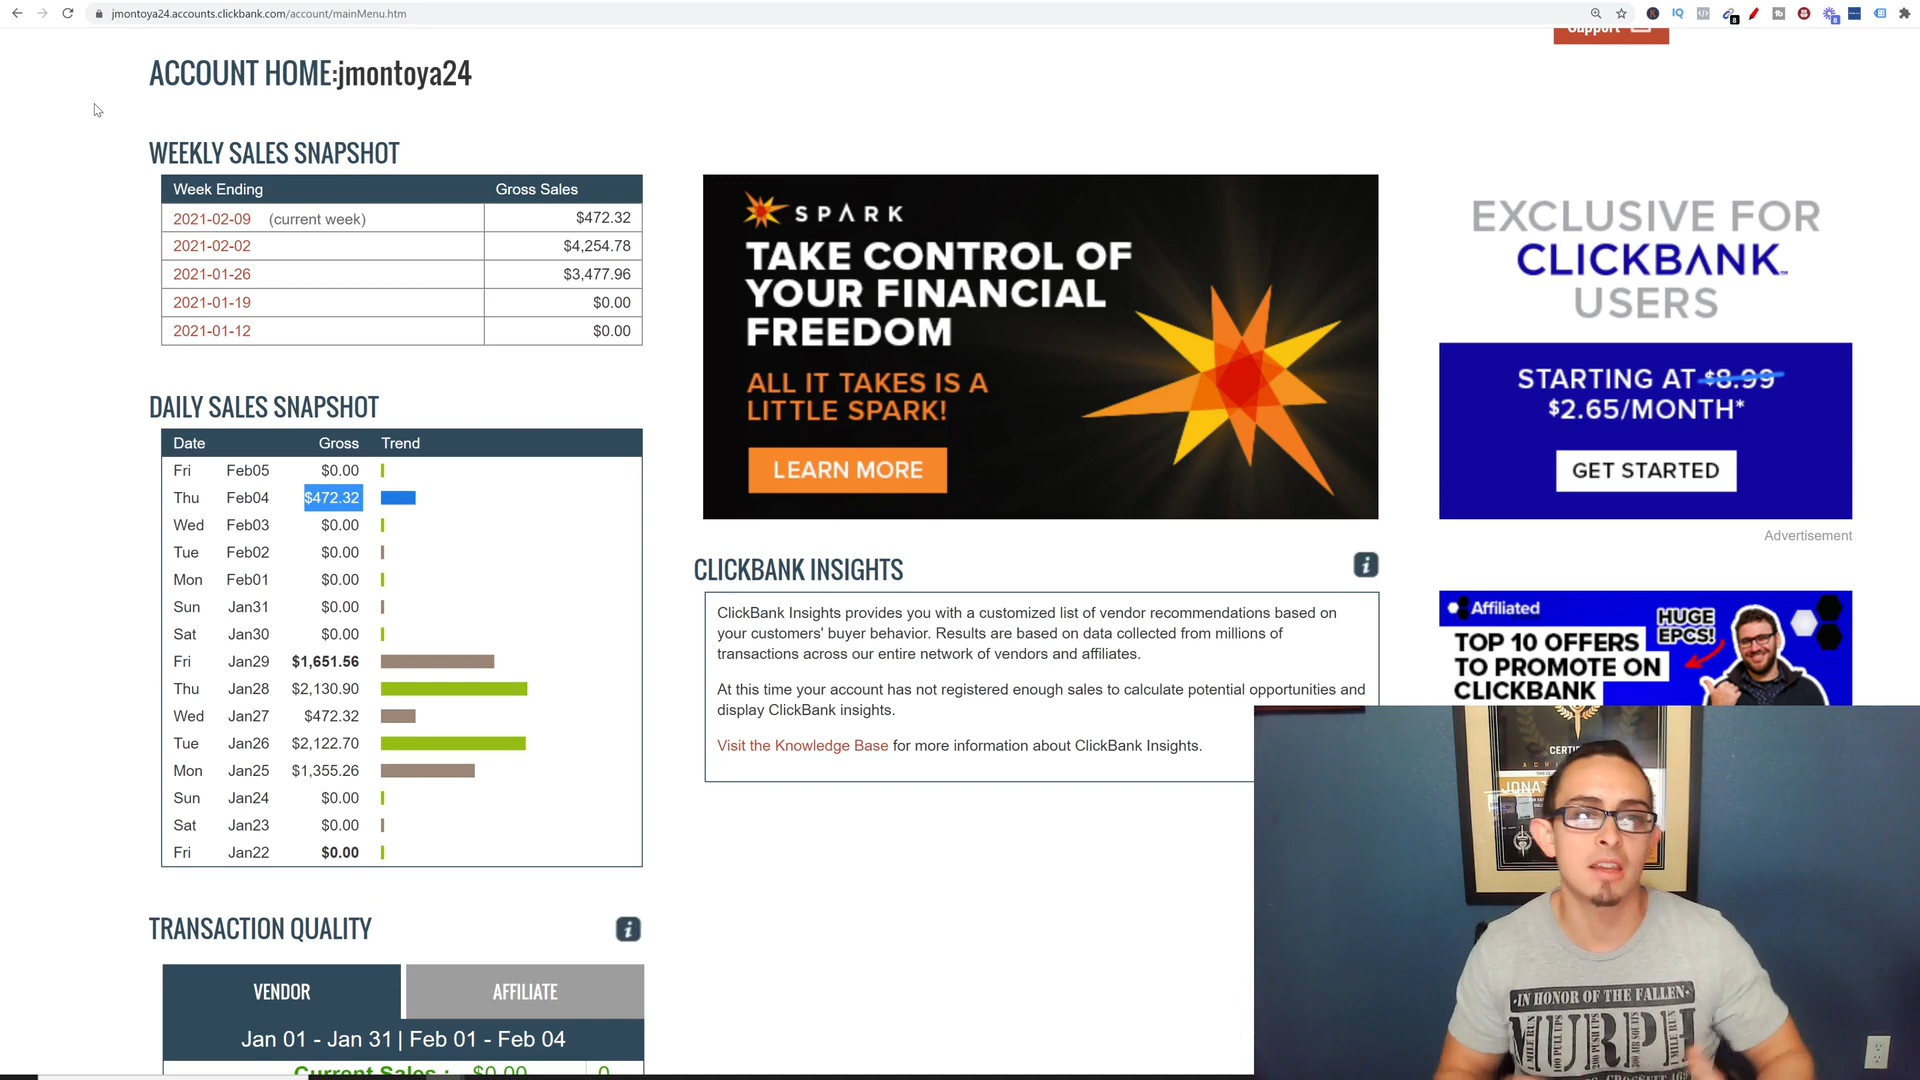 jmontoya24.accounts.clickbank.com/account/mainMenu.htm
Support
ACCOUNT HOME:jmontoya24
WEEKLY SALES SNAPSHOT
Week Ending Gross Sales
2021-02-09 (current week) $472.32
2021-02-02 $4,254.78
2021-01-26 $3,477.96
2021-01-19 $0.00
2021-01-12 $0.00
DAILY SALES SNAPSHOT
Date Gross Trend
Fri Feb05 $0.00
Thu Feb04 $472.32
Wed Feb03 $0.00
Tue Feb02 $0.00
Mon Feb01 $0.00
Sun Jan31 $0.00
Sat Jan30 $0.00
Fri Jan29 $1,651.56
Thu Jan28 $2,130.90
Wed Jan27 $472.32
Tue Jan26 $2,122.70
Mon Jan25 $1,355.26
Sun Jan24 $0.00
Sat Jan23 $0.00
Fri Jan22 $0.00
TRANSACTION QUALITY
VENDOR AFFILIATE
Jan 01 - Jan 31 | Feb 01 - Feb 04
Current Sales : $0.00 0
SPARK
TAKE CONTROL OF
YOUR FINANCIAL
FREEDOM
ALL IT TAKES IS A
LITTLE SPARK!
LEARN MORE
CLICKBANK INSIGHTS
ClickBank Insights provides you with a customized list of vendor recommendations based on
your customers' buyer behavior. Results are based on data collected from millions of
transactions across our entire network of vendors and affiliates.
At this time your account has not registered enough sales to calculate potential opportunities and
display ClickBank insights.
Visit the Knowledge Base for more information about ClickBank Insights.
EXCLUSIVE FOR
CLICKBANK
USERS
STARTING AT $8.99
$2.65/MONTH*
GET STARTED
Advertisement
Affiliated
HUGE
EPCS!
TOP 10 OFFERS
TO PROMOTE ON
CLICKBANK
IN HONOR OF THE FALLEN
MURPH